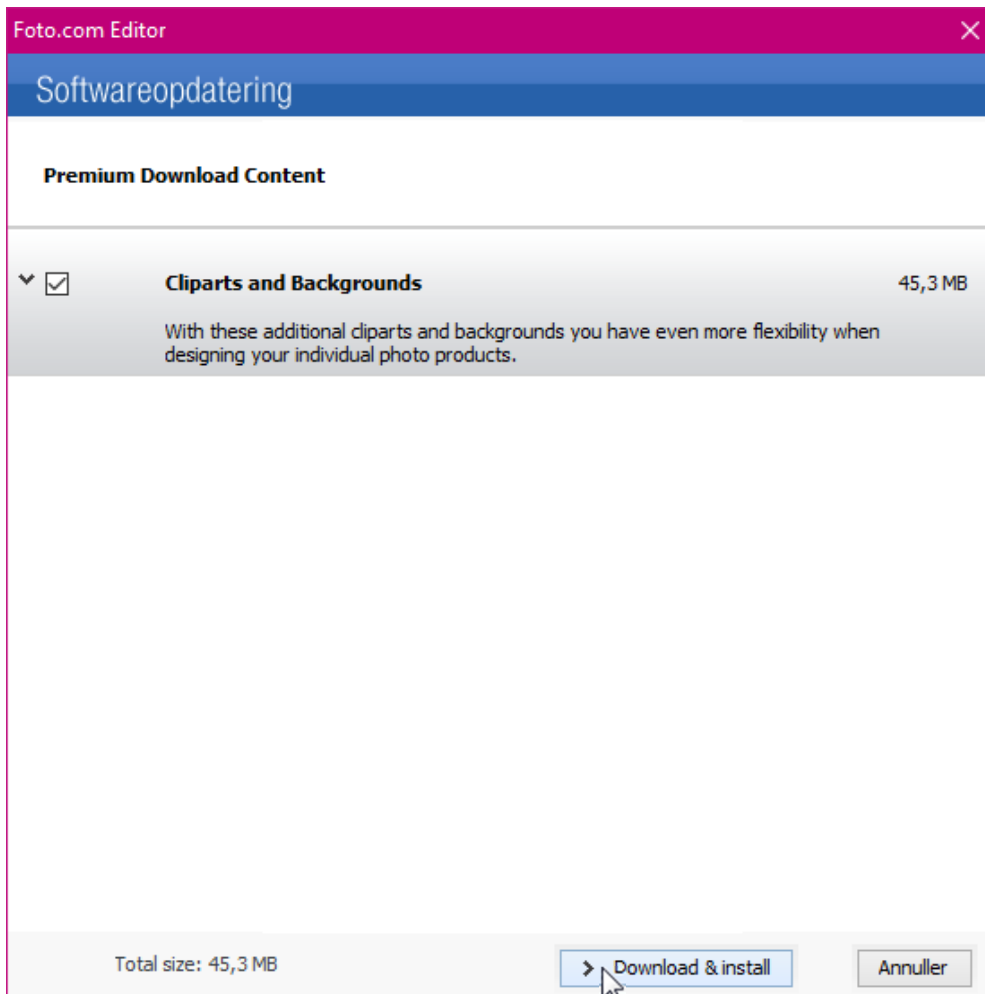 Foto.com Editor
Softwareopdatering
Premium Download Content
Cliparts and Backgrounds 45,3 MB
With these additional cliparts and backgrounds you have even more flexibility when
designing your individual photo products.
Total size: 45,3 MB Download & install Annuller